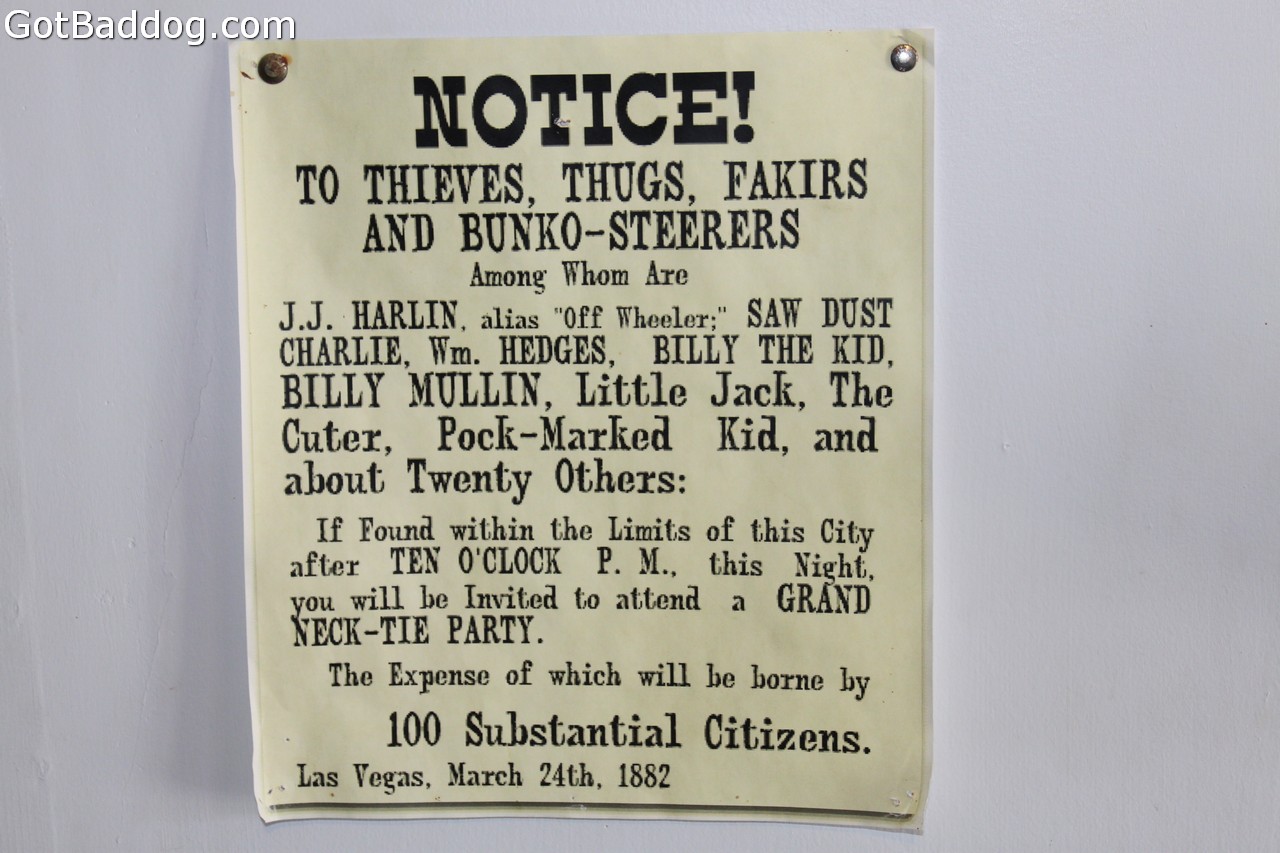 GotBaddog.com
NOTICE!
TO THIEVES, THUGS, FAKIRS
AND BUNKO-STEERERS
Among Whom Are
J.J. HARLIN, alias "Off Wheeler;" SAW DUST
CHARLIE, Wm. HEDGES, BILLY THE KID,
BILLY MULLIN, Little Jack, The
Cuter, Pock-Marked Kid, and
about Twenty Others:
If Found within the Limits of this City
after TEN O'CLOCK P. M., this Night,
you will be Invited to attend a GRAND
NECK-TIE PARTY.
The Expense of which will be borne by
100 Substantial Citizens.
Las Vegas, March 24th, 1882